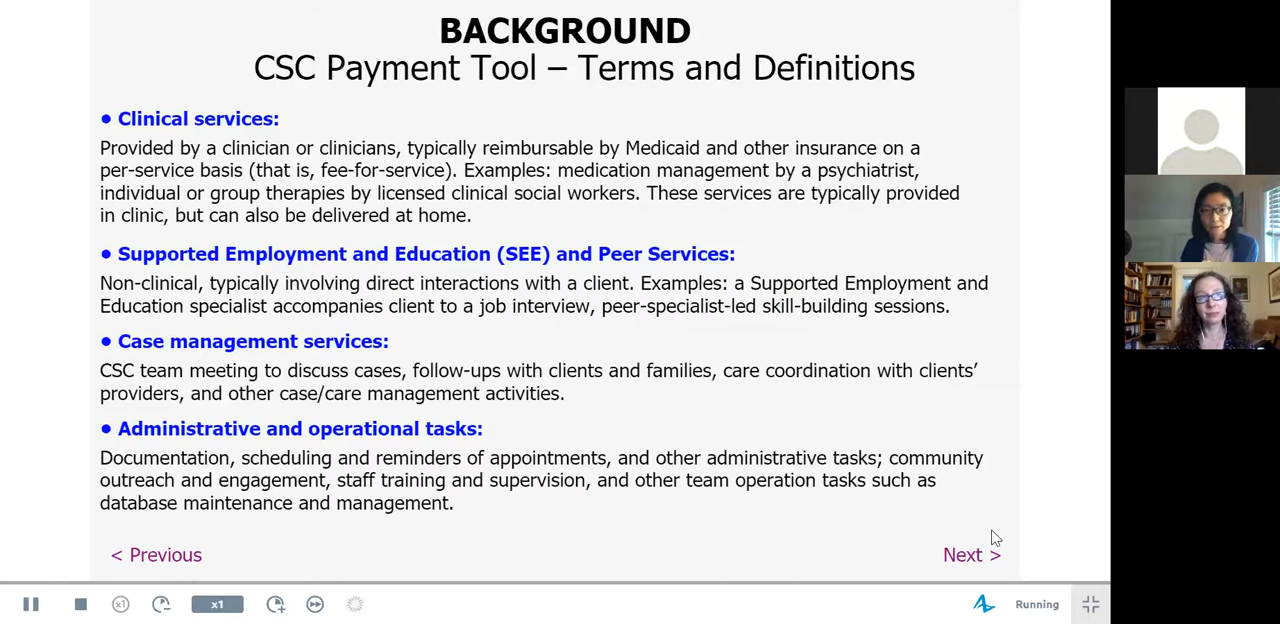 BACKGROUND
CSC Payment Tool – Terms and Definitions
● Clinical services:
Provided by a clinician or clinicians, typically reimbursable by Medicaid and other insurance on a
per-service basis (that is, fee-for-service). Examples: medication management by a psychiatrist,
individual or group therapies by licensed clinical social workers. These services are typically provided
in clinic, but can also be delivered at home.
● Supported Employment and Education (SEE) and Peer Services:
Non-clinical, typically involving direct interactions with a client. Examples: a Supported Employment and
Education specialist accompanies client to a job interview, peer-specialist-led skill-building sessions.
● Case management services:
CSC team meeting to discuss cases, follow-ups with clients and families, care coordination with clients’
providers, and other case/care management activities.
● Administrative and operational tasks:
Documentation, scheduling and reminders of appointments, and other administrative tasks; community
outreach and engagement, staff training and supervision, and other team operation tasks such as
database maintenance and management.
< Previous
Next >
x1
x1
Running